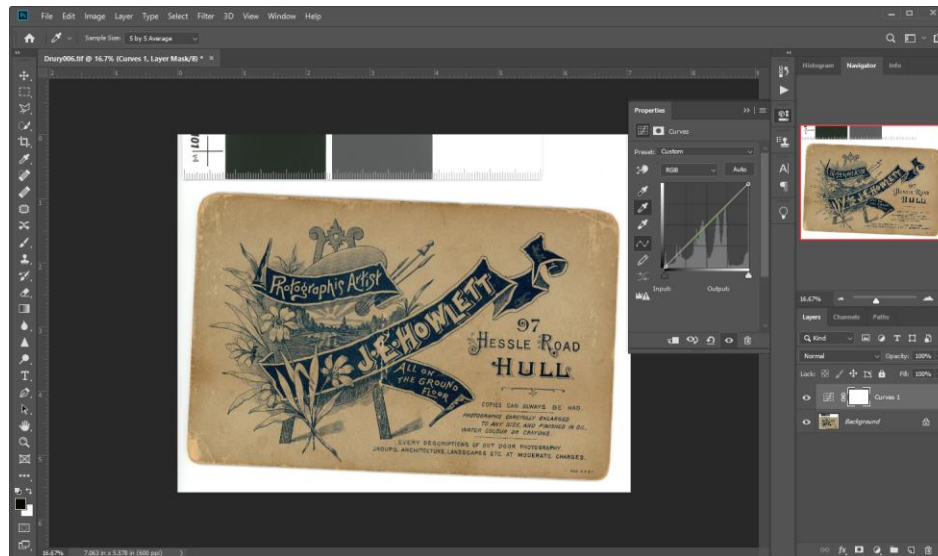 File Edit Image Layer Type Select Filter 3D View Window Help
Sample Size: 5 by 5 Average
Drury006.tif @ 16.7% (Curves 1, Layer Mask/8) *
Properties
Curves
Preset: Custom
RGB
Auto
Input:
Output:
Histogram Navigator Info
16.67%
Layers Channels Paths
Kind
Normal
Opacity: 100%
Lock:
Fill: 100%
Curves 1
Background
Photographic Artist
J.E. HOWLETT
ALL ON
THE GROUND
FLOOR
97
HESSLE ROAD
HULL
COPIES CAN ALWAYS BE HAD.
PHOTOGRAPHS CAREFULLY ENLARGED
TO ANY SIZE, AND FINISHED IN OIL,
WATER COLOUR OR CRAYONS.
EVERY DESCRIPTIONS OF OUT DOOR PHOTOGRAPHY
GROUPS, ARCHITECTURE, LANDSCAPES ETC. AT MODERATE CHARGES.
16.67% 7.063 in x 5.578 in (600 ppi)